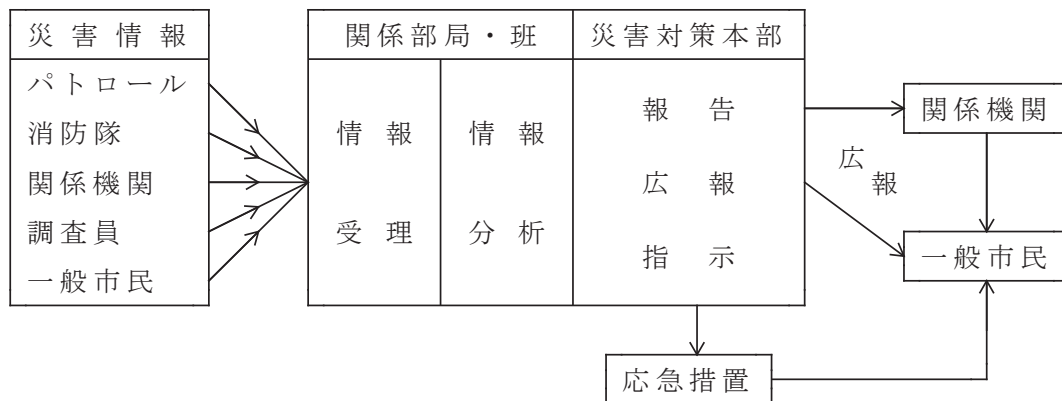 災害情報
パトロール
消防隊
関係機関
調査員
一般市民
関係部局・班
情報
受理
情報
分析
災害対策本部
報告
広報
指示
広報
関係機関
一般市民
応急措置